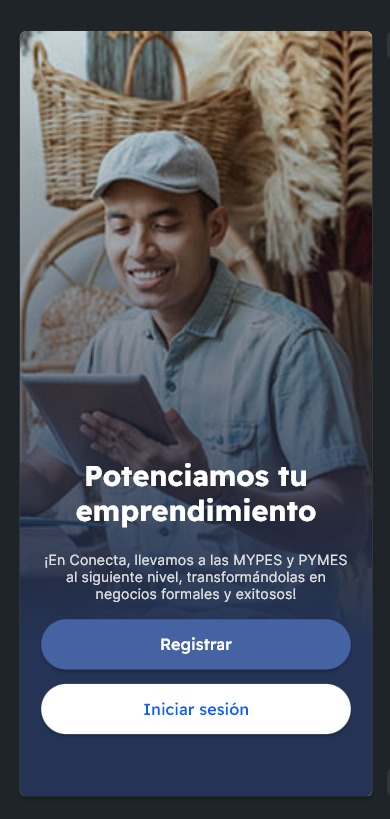 Potenciamos tu
emprendimiento
¡En Conecta, llevamos a las MYPES y PYMES
al siguiente nivel, transformándolas en
negocios formales y exitosos!
Registrar
Iniciar sesión